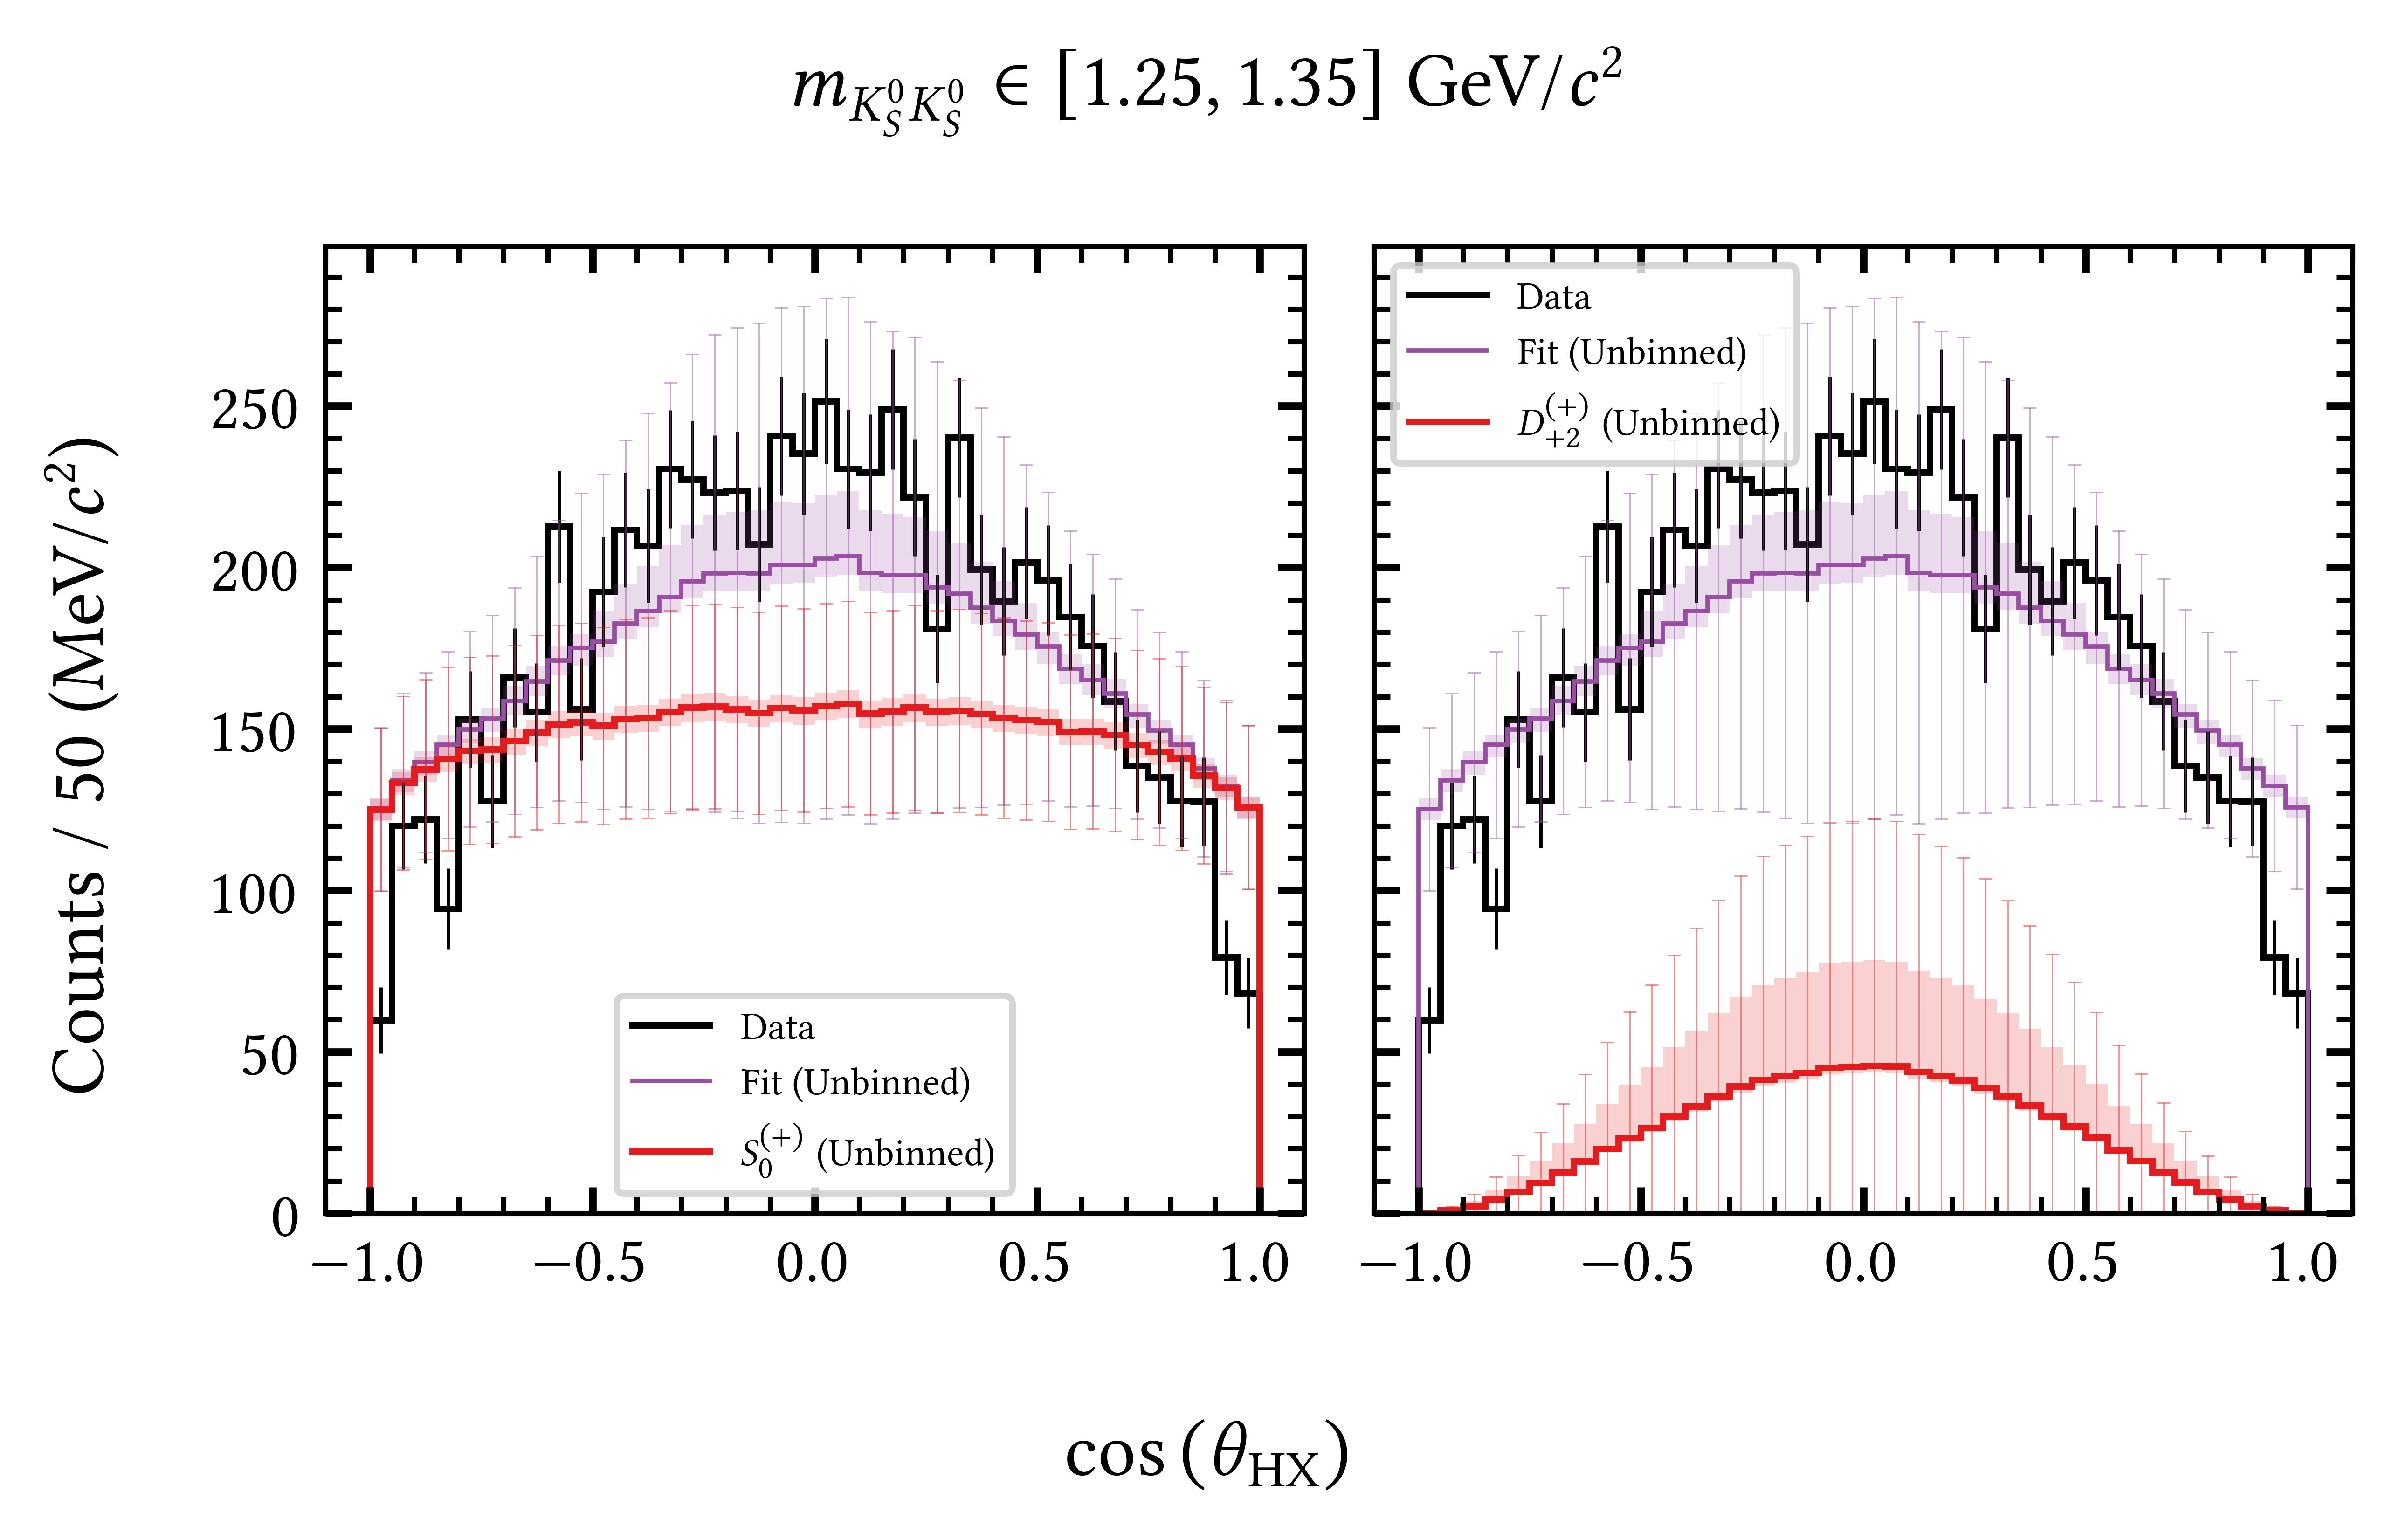 m_{K_S^0 K_S^0} ∈ [1.25, 1.35] GeV/c²
Counts / 50 (MeV/c²)
250
200
150
100
50
0
Data
Fit (Unbinned)
S_0^{(+)} (Unbinned)
−1.0 −0.5 0.0 0.5 1.0
Data
Fit (Unbinned)
D_{+2}^{(+)} (Unbinned)
−1.0 −0.5 0.0 0.5 1.0
cos (θ_HX)